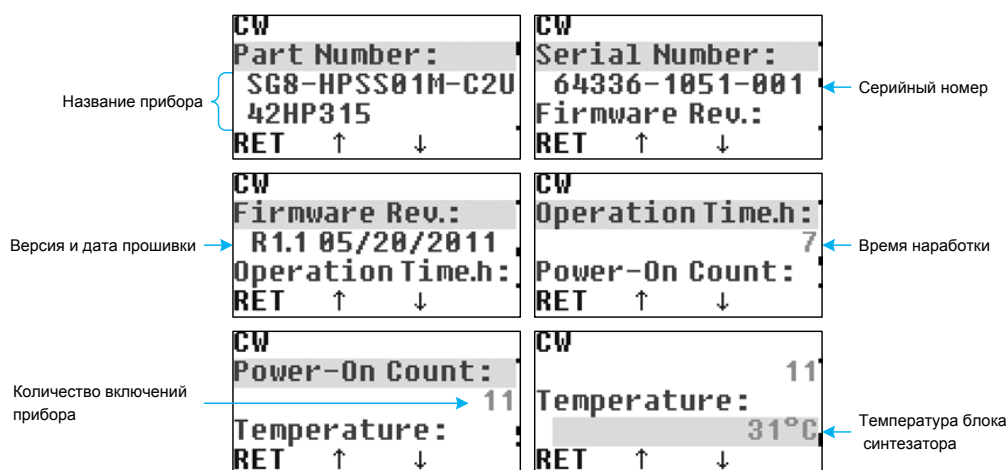 CW
Part Number:
SG8-HPSS01M-C2U
42HP315
RET ↑ ↓
Название прибора
CW
Serial Number:
64336-1051-001
Firmware Rev.:
RET ↑ ↓
Серийный номер
CW
Firmware Rev.:
R1.1 05/20/2011
Operation Time.h:
RET ↑ ↓
Версия и дата прошивки
CW
Operation Time.h:
7
Power-On Count:
RET ↑ ↓
Время наработки
CW
Power-On Count:
11
Temperature:
RET ↑ ↓
Количество включений
прибора
CW
11
Temperature:
31°C
RET ↑ ↓
Температура блока
синтезатора